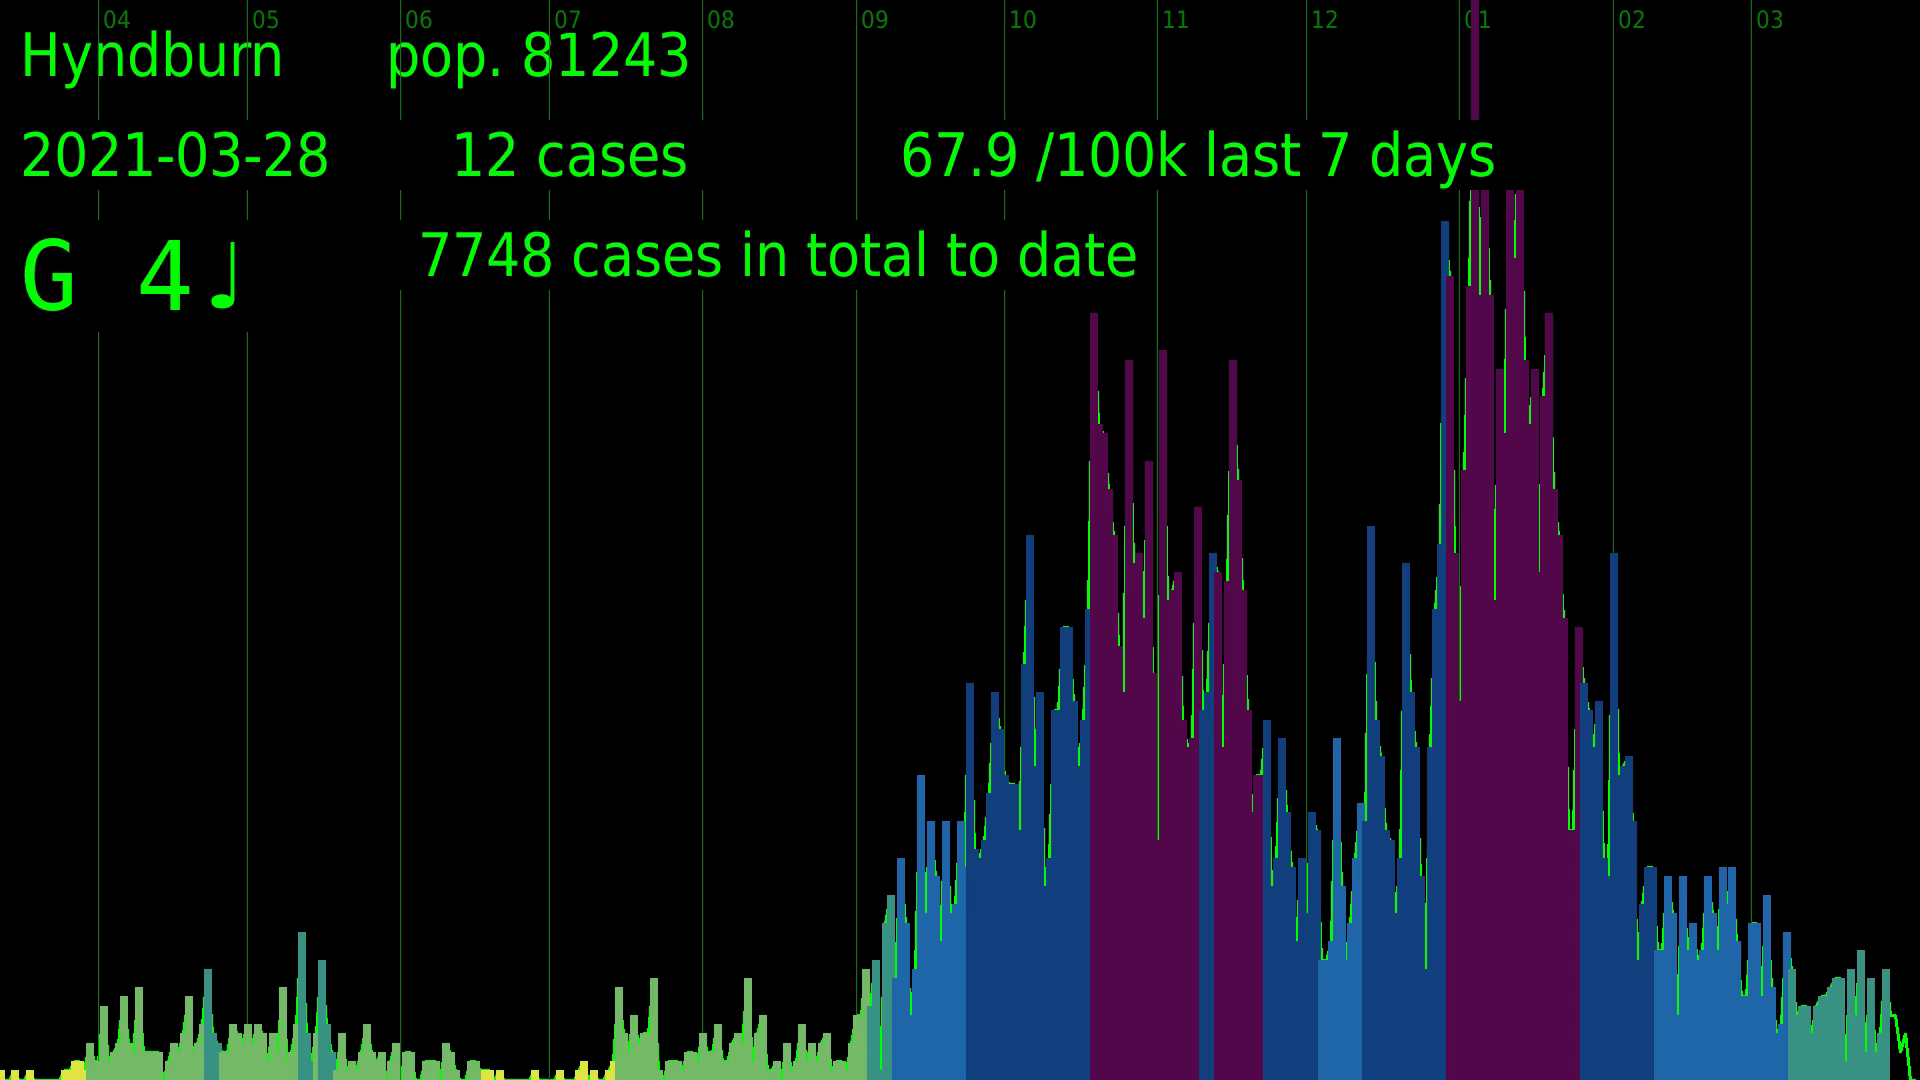 04 05 06 07 08 09 10 11 12 01 02 03
Hyndburn pop. 81243
2021-03-28 12 cases 67.9 /100k last 7 days
G 4♩ 7748 cases in total to date